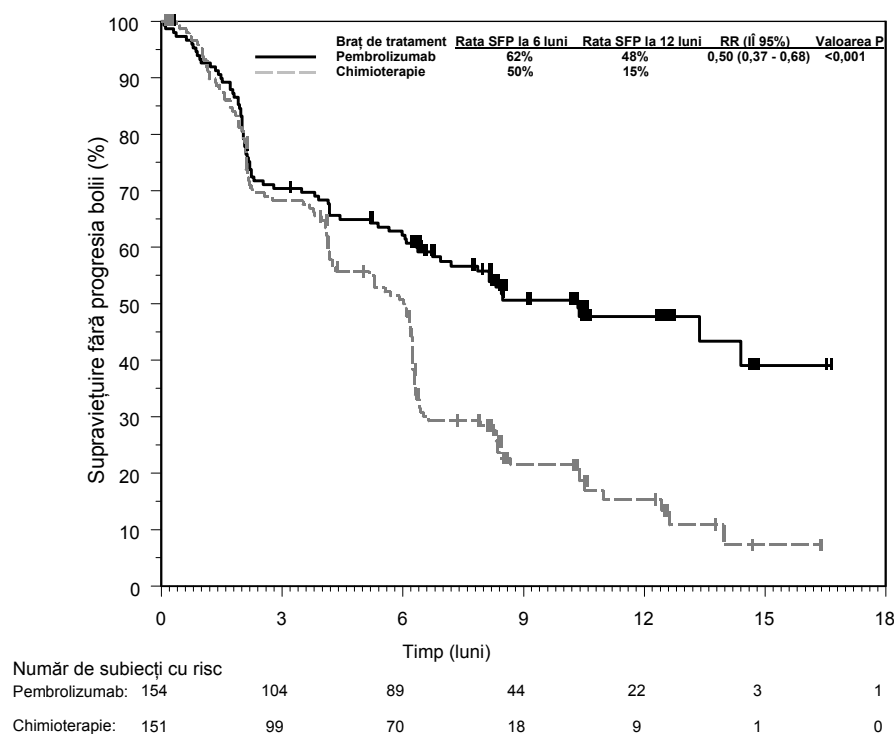 Braț de tratament Rata SFP la 6 luni Rata SFP la 12 luni RR (IÎ 95%) Valoarea P
Pembrolizumab 62% 48% 0,50 (0,37 - 0,68) <0,001
Chimioterapie 50% 15%
Supraviețuire fără progresia bolii (%)
110
100
90
80
70
60
50
40
30
20
10
0
0 3 6 9 12 15 18
Timp (luni)
Număr de subiecți cu risc
Pembrolizumab: 154 104 89 44 22 3 1
Chimioterapie: 151 99 70 18 9 1 0